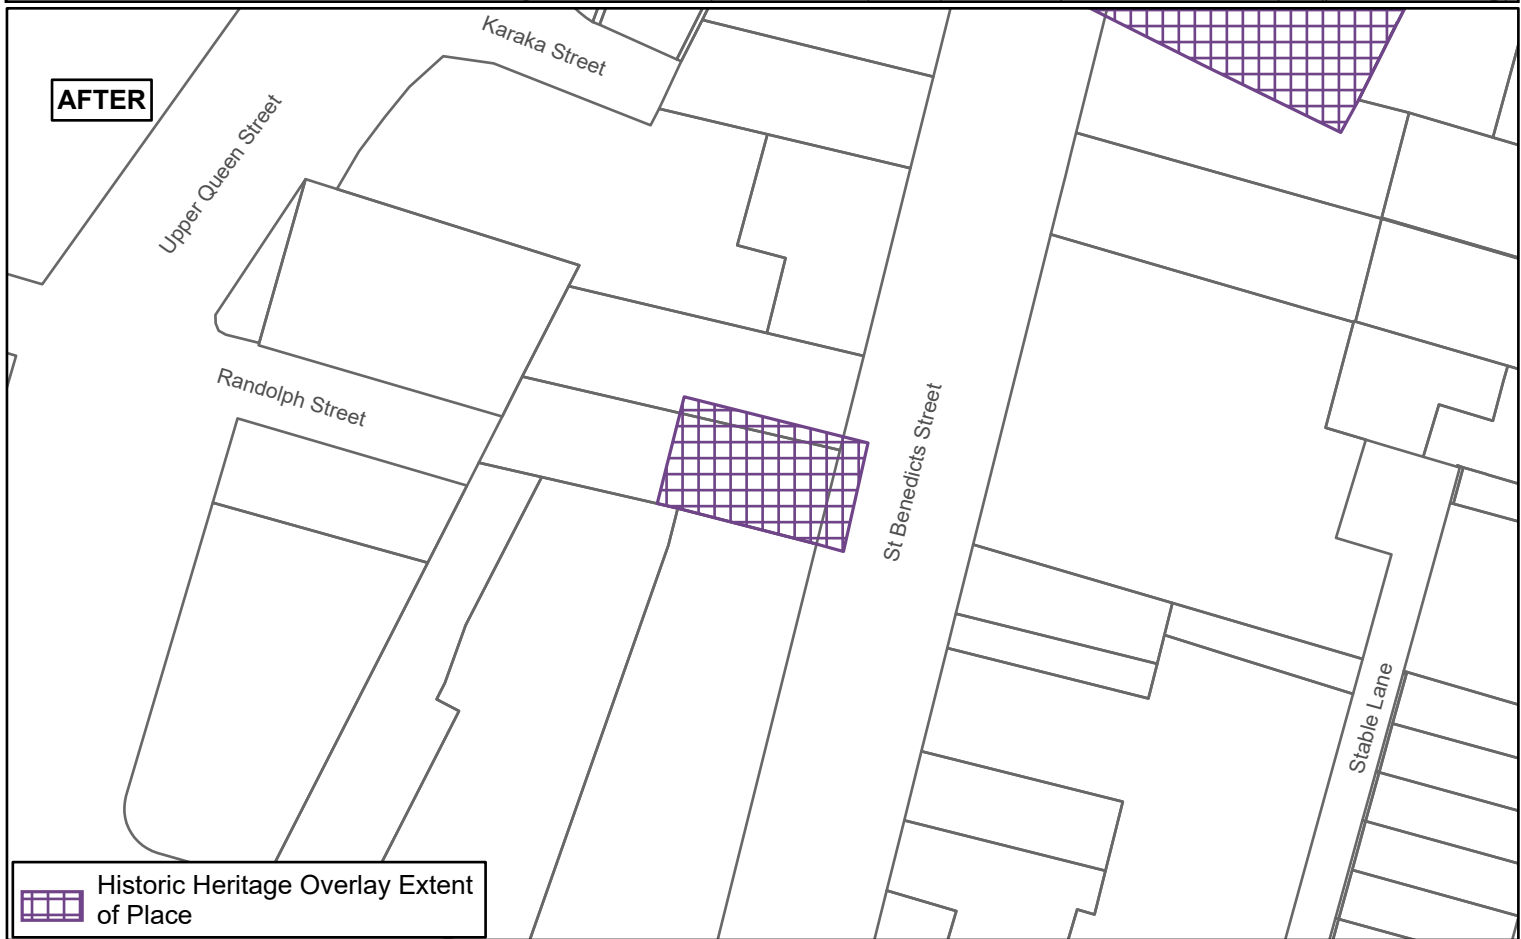 Karaka Street
AFTER
Upper Queen Street
Randolph Street
St Benedicts Street
Stable Lane
Historic Heritage Overlay Extent
of Place